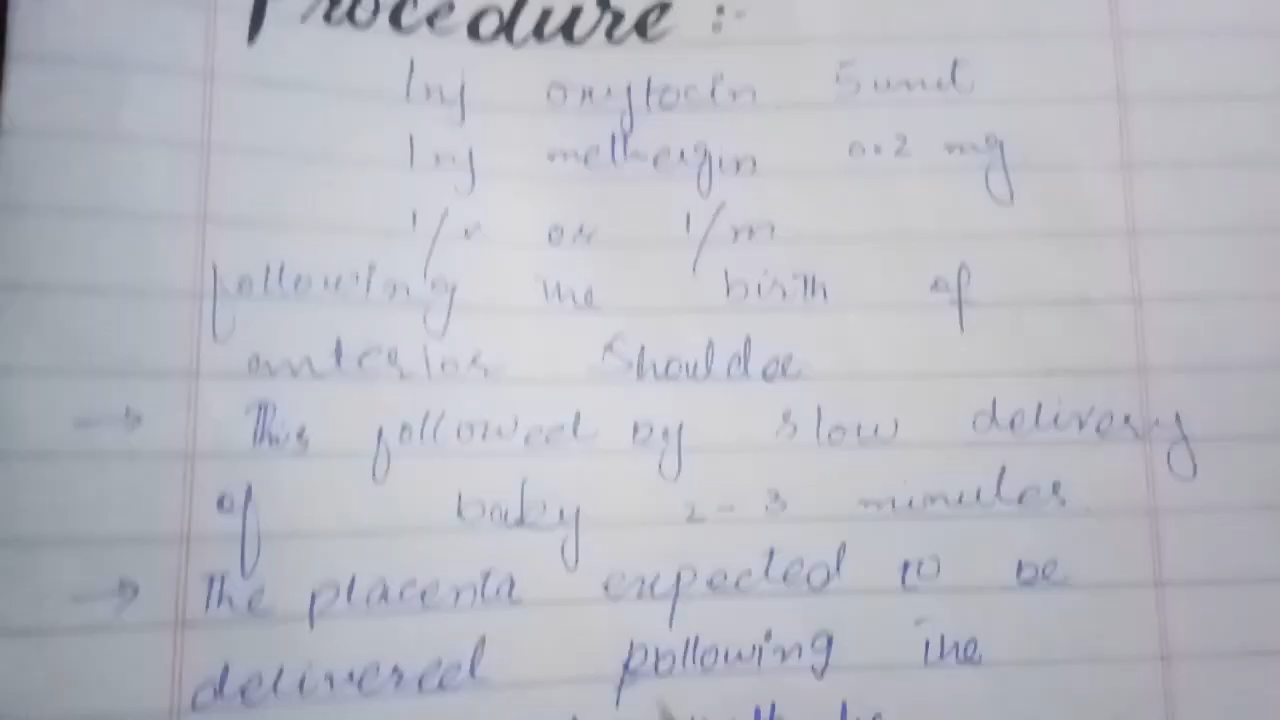 Procedure :-
Inj oxytocin 5 unit
Inj methergin 0.2 mg
I/v or I/m
following the birth of
anterior shoulder
→ This followed by slow delivery
of baby 2-3 minutes
→ The placenta expected to be
delivered following the